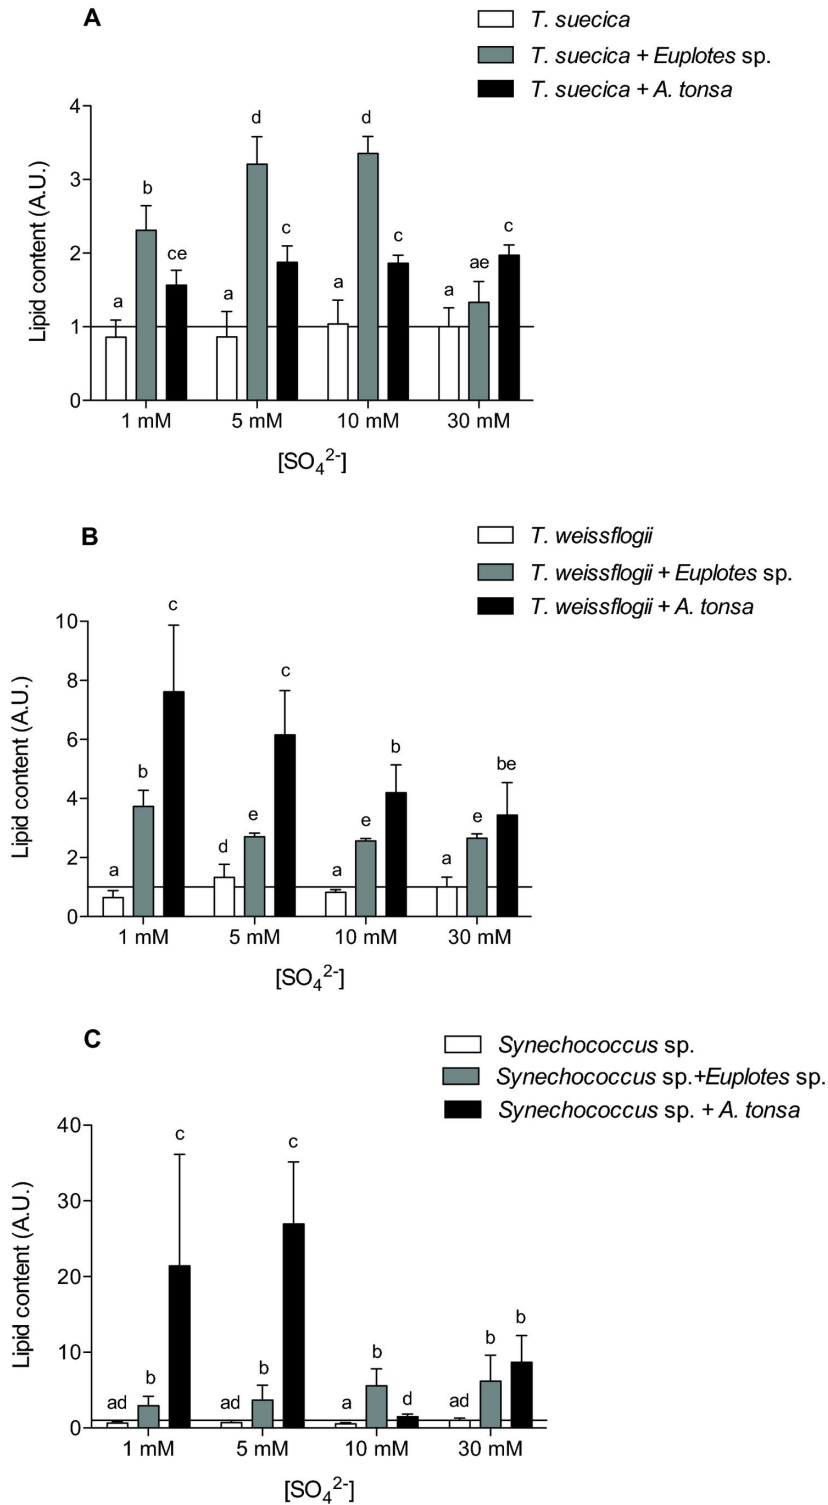 A
T. suecica
T. suecica + Euplotes sp.
T. suecica + A. tonsa
Lipid content (A.U.)
4
3
2
1
0
a b ce
a d c
a d c
a ae c
1 mM 5 mM 10 mM 30 mM
[SO₄²⁻]
B
T. weissflogii
T. weissflogii + Euplotes sp.
T. weissflogii + A. tonsa
Lipid content (A.U.)
10
8
6
4
2
0
a b c
d e c
a e b
a e be
1 mM 5 mM 10 mM 30 mM
[SO₄²⁻]
C
Synechococcus sp.
Synechococcus sp.+Euplotes sp.
Synechococcus sp. + A. tonsa
Lipid content (A.U.)
40
30
20
10
0
ad b c
ad b c
a b d
ad b b
1 mM 5 mM 10 mM 30 mM
[SO₄²⁻]